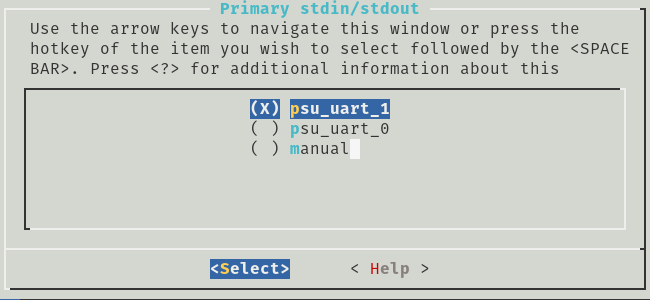 Primary stdin/stdout
Use the arrow keys to navigate this window or press the
hotkey of the item you wish to select followed by the <SPACE
BAR>. Press <?> for additional information about this
(X) psu_uart_1
( ) psu_uart_0
( ) manual
<Select> < Help >